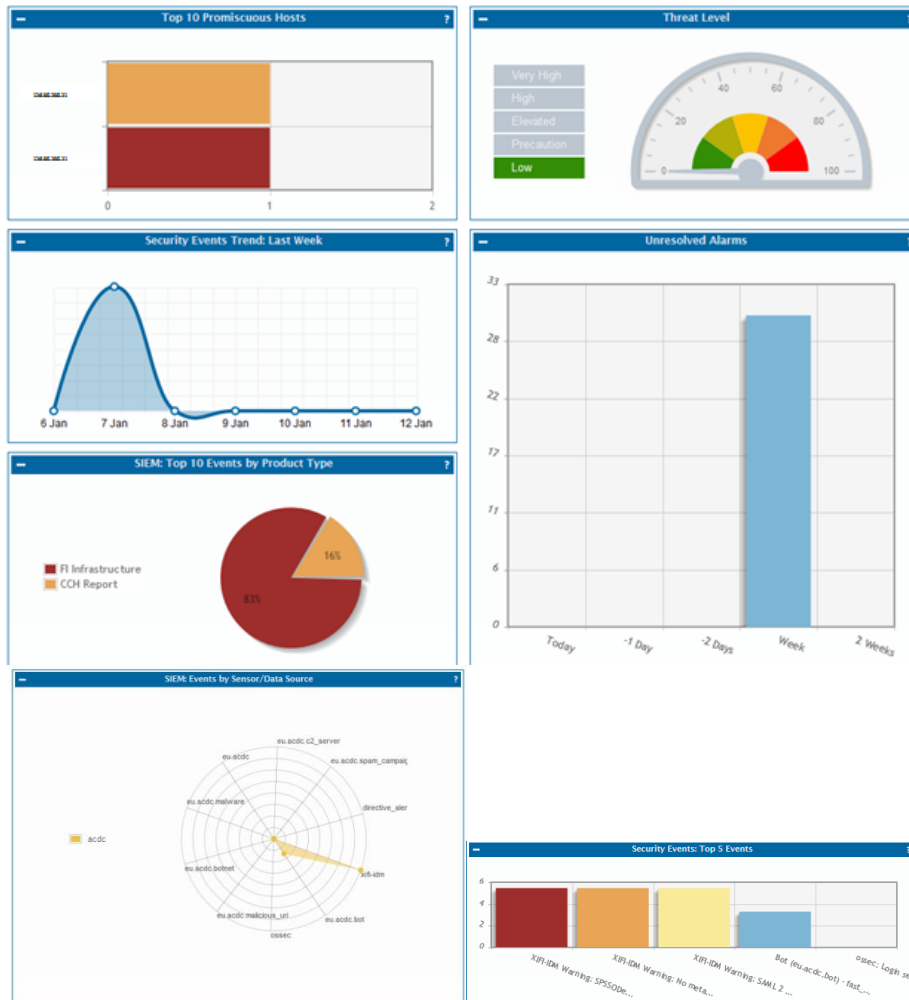 Top 10 Promiscuous Hosts
?
0
1
2
Threat Level
?
Very High
High
Elevated
Precaution
Low
0
20
40
60
80
100
Security Events Trend: Last Week
?
6 Jan
7 Jan
8 Jan
9 Jan
10 Jan
11 Jan
12 Jan
Unresolved Alarms
?
33
28
22
17
11
6
0
Today
-1 Day
-2 Days
Week
2 Weeks
SIEM: Top 10 Events by Product Type
?
FI Infrastructure
CCH Report
16%
83%
SIEM: Events by Sensor/Data Source
?
acdc
eu.acdc.c2_server
eu.acdc.spam_campaig
directive_aler
xifi-idm
eu.acdc.bot
ossec
eu.acdc.malicious_uri
eu.acdc.botnet
eu.acdc.malware
eu.acdc
Security Events: Top 5 Events
?
6
4
2
0
XIFI-IDM Warning: SPSSODe...
XIFI-IDM Warning: No meta...
XIFI-IDM Warning: SAML 2 ...
Bot (eu.acdc.bot) - fast_...
ossec: Login se